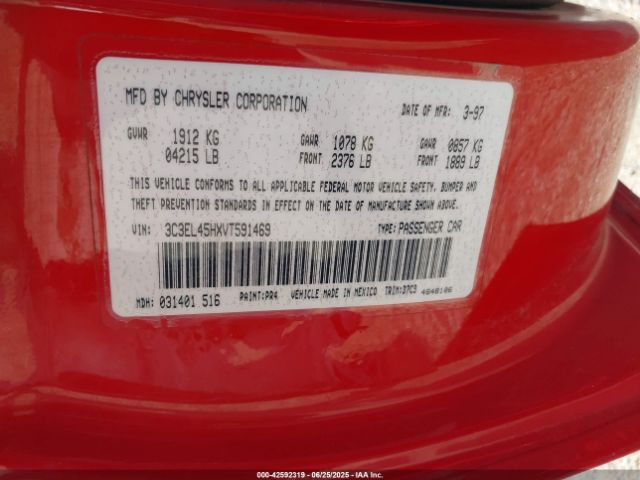 MFD BY CHRYSLER CORPORATION DATE OF MFR: 3-97
GVWR 1912 KG GAWR 1078 KG GAWR 0857 KG
04215 LB FRONT 2376 LB FRONT 1889 LB
THIS VEHICLE CONFORMS TO ALL APPLICABLE FEDERAL MOTOR VEHICLE SAFETY, BUMPER AND
THEFT PREVENTION STANDARDS IN EFFECT ON THE DATE OF MANUFACTURE SHOWN ABOVE.
VIN: 3C3EL45HXVT591469 TYPE: PASSENGER CAR
MDH: 031401 516 PAINT: PR4 VEHICLE MADE IN MEXICO TRIM: D7C3 4648106
000-42592319 - 06/25/2025 - IAA Inc.